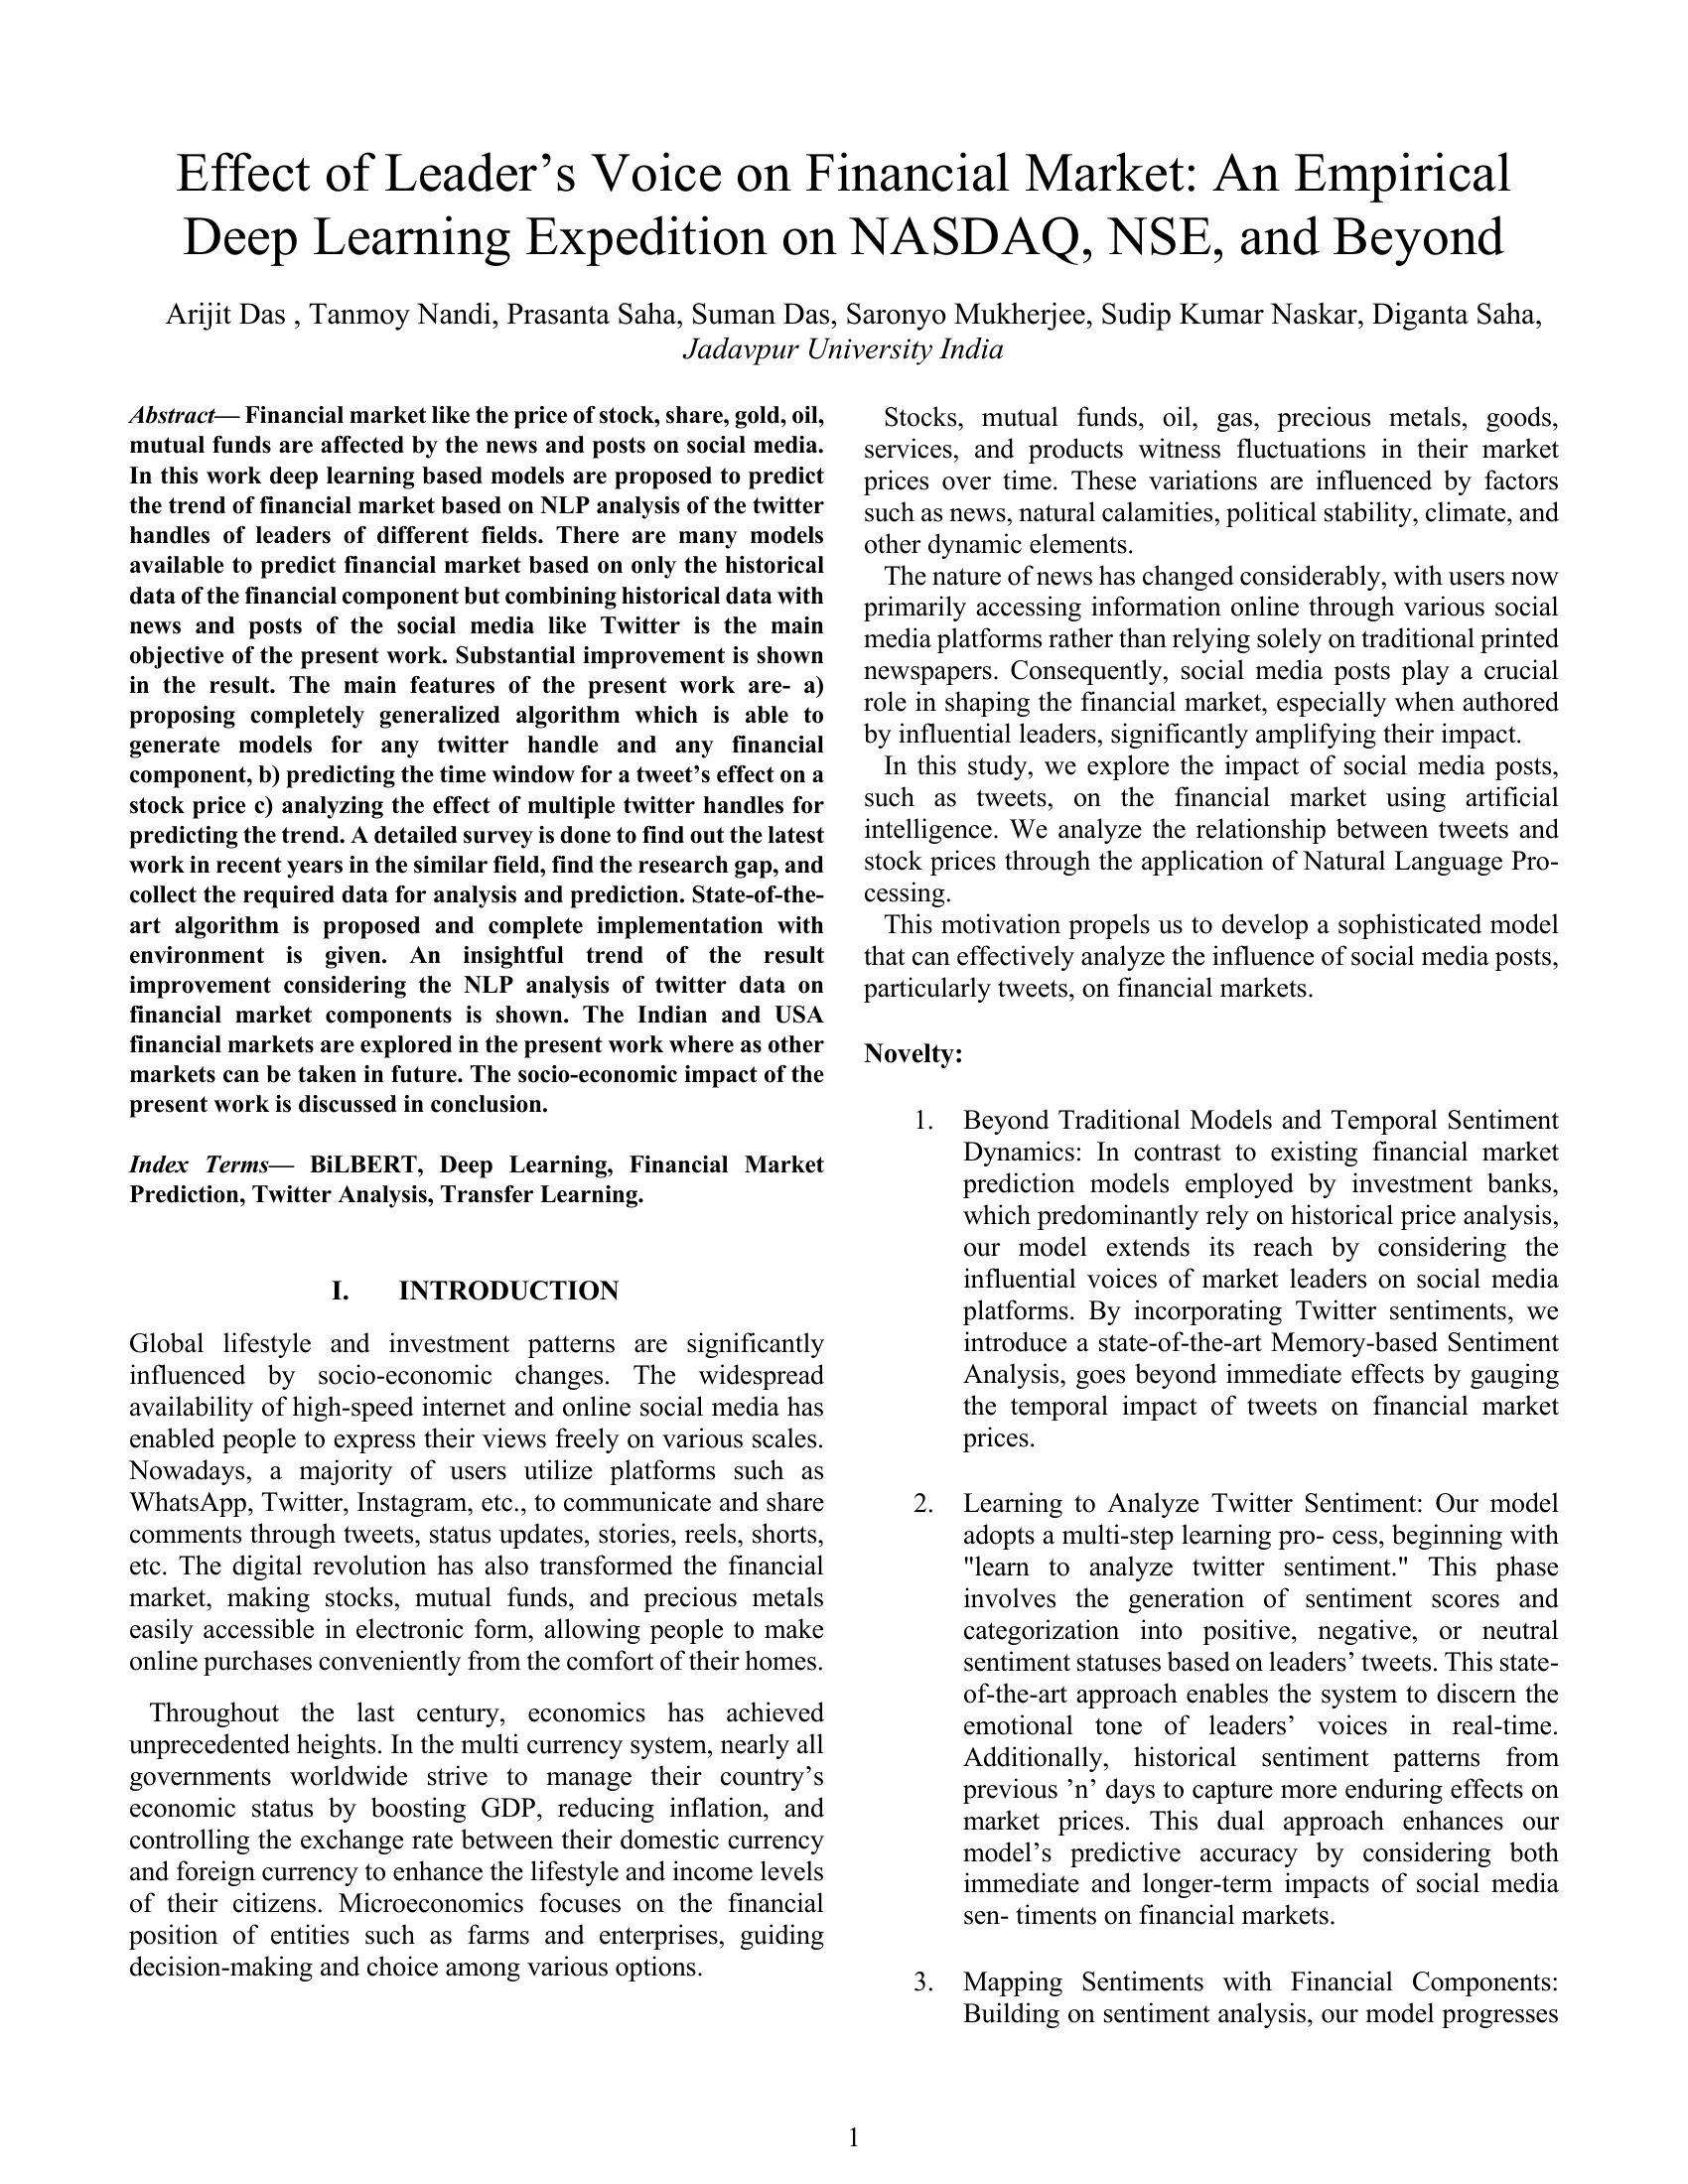 Effect of Leader’s Voice on Financial Market: An Empirical
Deep Learning Expedition on NASDAQ, NSE, and Beyond
Arijit Das , Tanmoy Nandi, Prasanta Saha, Suman Das, Saronyo Mukherjee, Sudip Kumar Naskar, Diganta Saha,
Jadavpur University India
Abstract— Financial market like the price of stock, share, gold, oil,
mutual funds are affected by the news and posts on social media.
In this work deep learning based models are proposed to predict
the trend of financial market based on NLP analysis of the twitter
handles of leaders of different fields. There are many models
available to predict financial market based on only the historical
data of the financial component but combining historical data with
news and posts of the social media like Twitter is the main
objective of the present work. Substantial improvement is shown
in the result. The main features of the present work are- a)
proposing completely generalized algorithm which is able to
generate models for any twitter handle and any financial
component, b) predicting the time window for a tweet’s effect on a
stock price c) analyzing the effect of multiple twitter handles for
predicting the trend. A detailed survey is done to find out the latest
work in recent years in the similar field, find the research gap, and
collect the required data for analysis and prediction. State-of-the-
art algorithm is proposed and complete implementation with
environment is given. An insightful trend of the result
improvement considering the NLP analysis of twitter data on
financial market components is shown. The Indian and USA
financial markets are explored in the present work where as other
markets can be taken in future. The socio-economic impact of the
present work is discussed in conclusion.
Index Terms— BiLBERT, Deep Learning, Financial Market
Prediction, Twitter Analysis, Transfer Learning.
I. INTRODUCTION
Global lifestyle and investment patterns are significantly
influenced by socio-economic changes. The widespread
availability of high-speed internet and online social media has
enabled people to express their views freely on various scales.
Nowadays, a majority of users utilize platforms such as
WhatsApp, Twitter, Instagram, etc., to communicate and share
comments through tweets, status updates, stories, reels, shorts,
etc. The digital revolution has also transformed the financial
market, making stocks, mutual funds, and precious metals
easily accessible in electronic form, allowing people to make
online purchases conveniently from the comfort of their homes.
Throughout the last century, economics has achieved
unprecedented heights. In the multi currency system, nearly all
governments worldwide strive to manage their country’s
economic status by boosting GDP, reducing inflation, and
controlling the exchange rate between their domestic currency
and foreign currency to enhance the lifestyle and income levels
of their citizens. Microeconomics focuses on the financial
position of entities such as farms and enterprises, guiding
decision-making and choice among various options.
Stocks, mutual funds, oil, gas, precious metals, goods,
services, and products witness fluctuations in their market
prices over time. These variations are influenced by factors
such as news, natural calamities, political stability, climate, and
other dynamic elements.
The nature of news has changed considerably, with users now
primarily accessing information online through various social
media platforms rather than relying solely on traditional printed
newspapers. Consequently, social media posts play a crucial
role in shaping the financial market, especially when authored
by influential leaders, significantly amplifying their impact.
In this study, we explore the impact of social media posts,
such as tweets, on the financial market using artificial
intelligence. We analyze the relationship between tweets and
stock prices through the application of Natural Language Pro-
cessing.
This motivation propels us to develop a sophisticated model
that can effectively analyze the influence of social media posts,
particularly tweets, on financial markets.
Novelty:
1. Beyond Traditional Models and Temporal Sentiment
Dynamics: In contrast to existing financial market
prediction models employed by investment banks,
which predominantly rely on historical price analysis,
our model extends its reach by considering the
influential voices of market leaders on social media
platforms. By incorporating Twitter sentiments, we
introduce a state-of-the-art Memory-based Sentiment
Analysis, goes beyond immediate effects by gauging
the temporal impact of tweets on financial market
prices.
2. Learning to Analyze Twitter Sentiment: Our model
adopts a multi-step learning pro- cess, beginning with
"learn to analyze twitter sentiment." This phase
involves the generation of sentiment scores and
categorization into positive, negative, or neutral
sentiment statuses based on leaders’ tweets. This state-
of-the-art approach enables the system to discern the
emotional tone of leaders’ voices in real-time.
Additionally, historical sentiment patterns from
previous ’n’ days to capture more enduring effects on
market prices. This dual approach enhances our
model’s predictive accuracy by considering both
immediate and longer-term impacts of social media
sen- timents on financial markets.
3. Mapping Sentiments with Financial Components:
Building on sentiment analysis, our model progresses
1